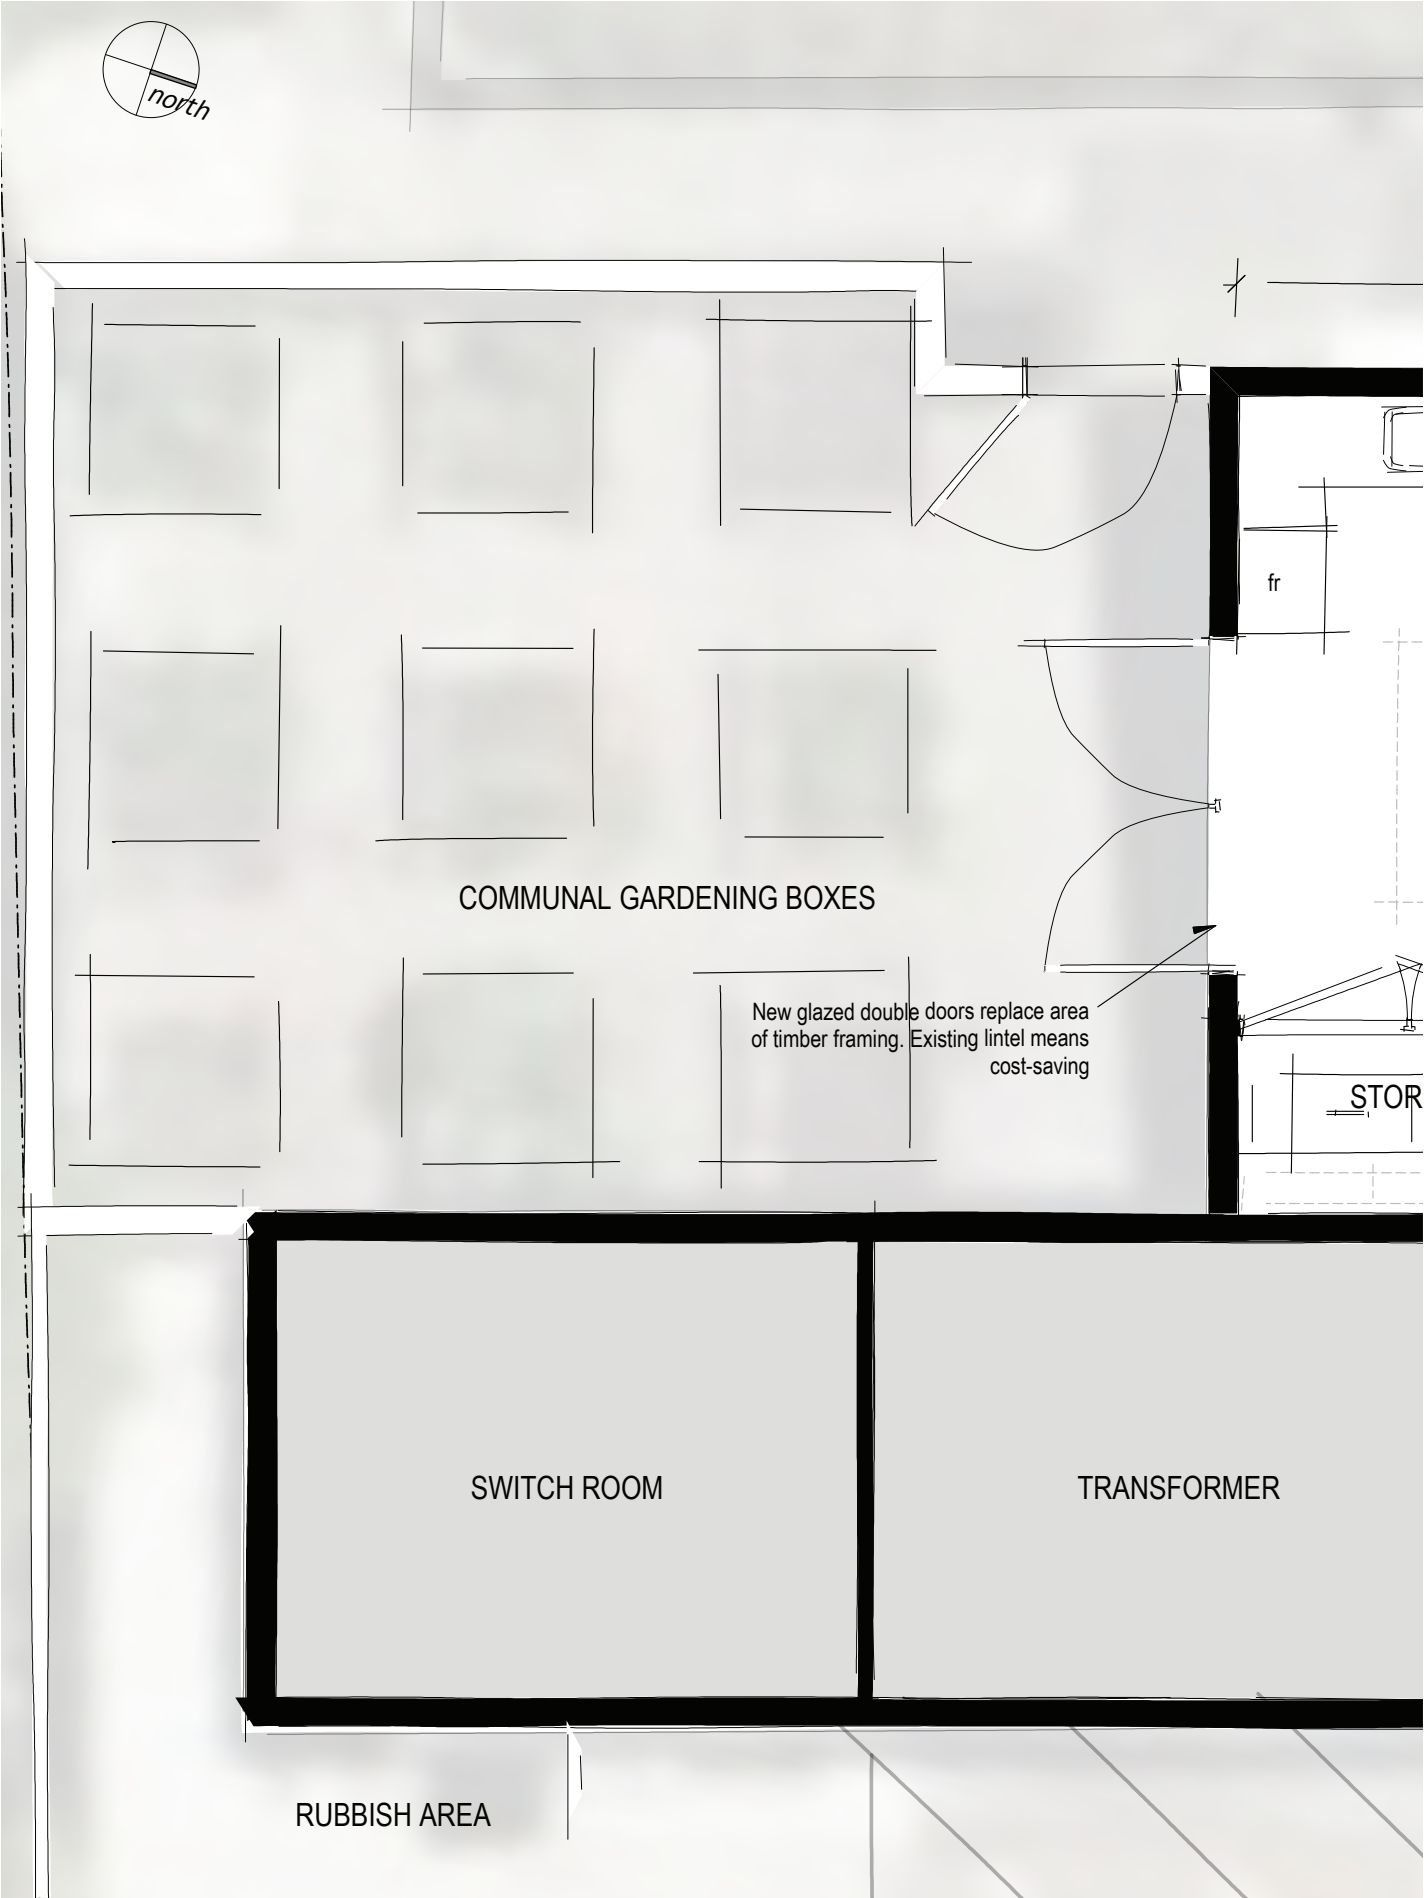 north
fr
COMMUNAL GARDENING BOXES
New glazed double doors replace area
of timber framing. Existing lintel means
cost-saving
STOR
SWITCH ROOM
TRANSFORMER
RUBBISH AREA